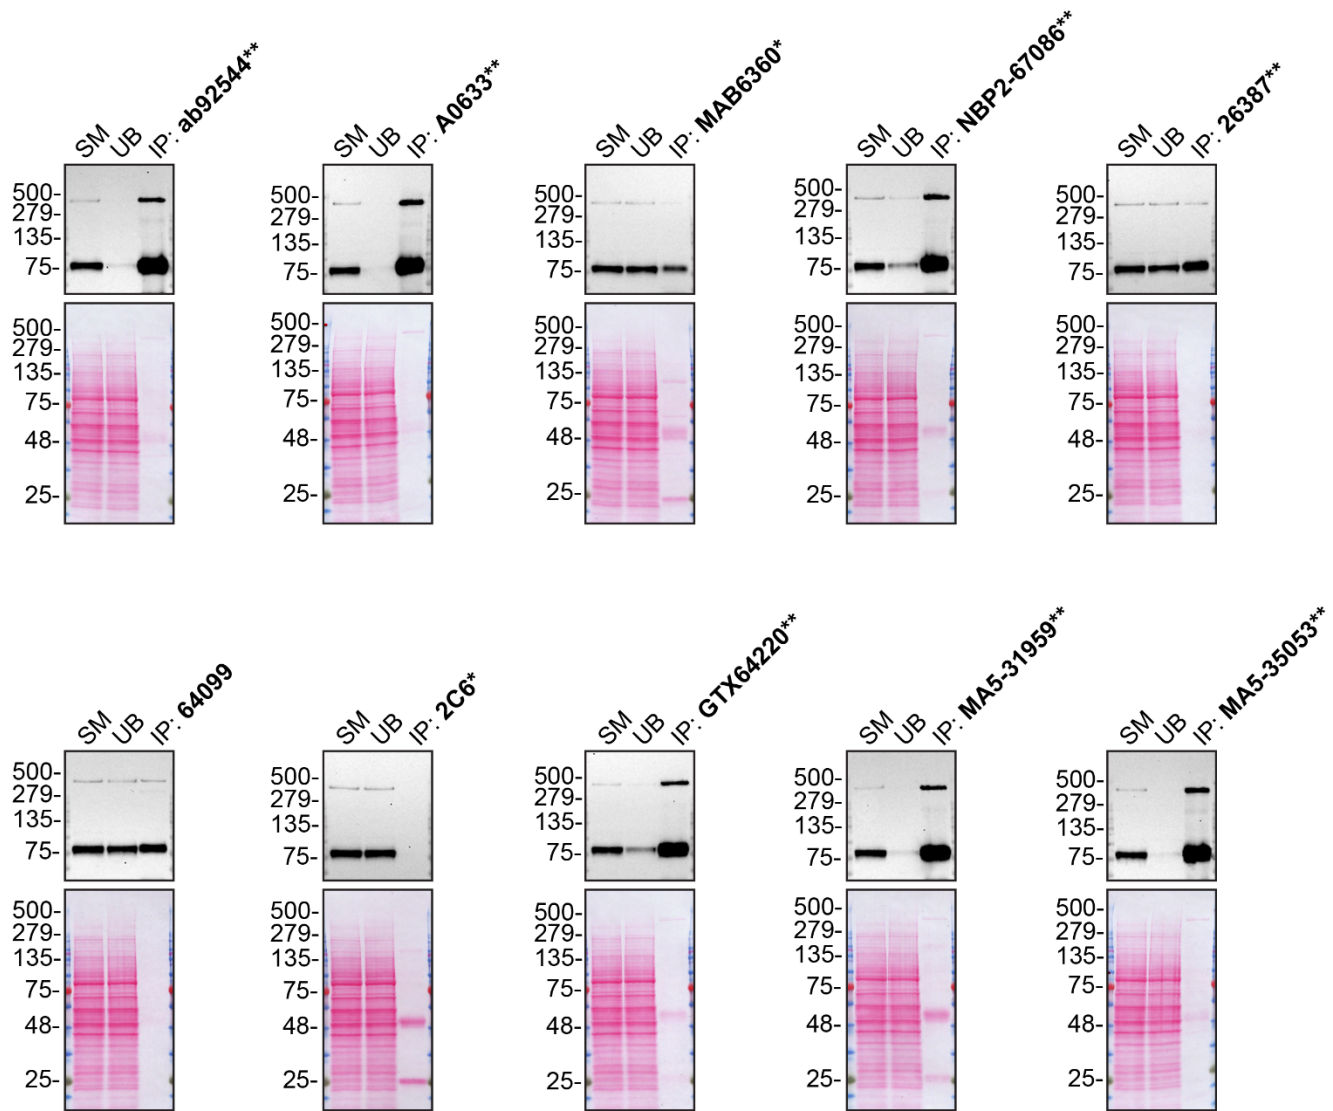 SM UB IP: ab92544**
SM UB IP: A0633**
SM UB IP: MAB6360*
SM UB IP: NBP2-67086**
SM UB IP: 26387**
500- 500- 500- 500- 500-
279- 279- 279- 279- 279-
135- 135- 135- 135- 135-
75- 75- 75- 75- 75-
500- 500- 500- 500- 500-
279- 279- 279- 279- 279-
135- 135- 135- 135- 135-
75- 75- 75- 75- 75-
48- 48- 48- 48- 48-
25- 25- 25- 25- 25-
SM UB IP: 64099
SM UB IP: 2C6*
SM UB IP: GTX64220**
SM UB IP: MA5-31959**
SM UB IP: MA5-35053**
500- 500- 500- 500- 500-
279- 279- 279- 279- 279-
135- 135- 135- 135- 135-
75- 75- 75- 75- 75-
500- 500- 500- 500- 500-
279- 279- 279- 279- 279-
135- 135- 135- 135- 135-
75- 75- 75- 75- 75-
48- 48- 48- 48- 48-
25- 25- 25- 25- 25-